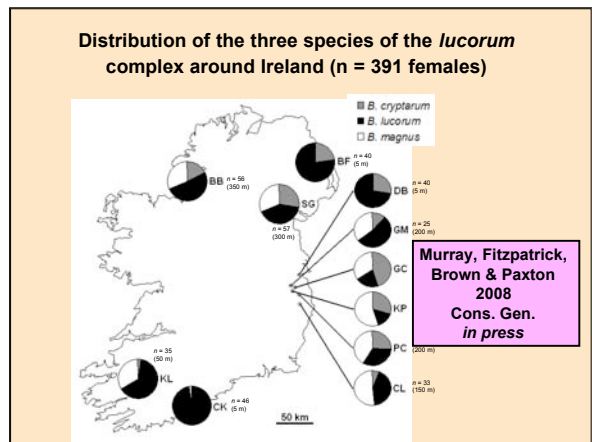 Distribution of the three species of the lucorum
complex around Ireland (n = 391 females)
B. cryptarum
B. lucorum
B. magnus
BB
n = 56
(350 m)
BF
n = 40
(5 m)
SG
n = 57
(300 m)
DB
n = 40
(5 m)
GM
n = 25
(200 m)
GC
KP
PC
(200 m)
CL
n = 33
(150 m)
n = 35
(50 m)
KL
CK
n = 46
(5 m)
50 km
Murray, Fitzpatrick,
Brown & Paxton
2008
Cons. Gen.
in press